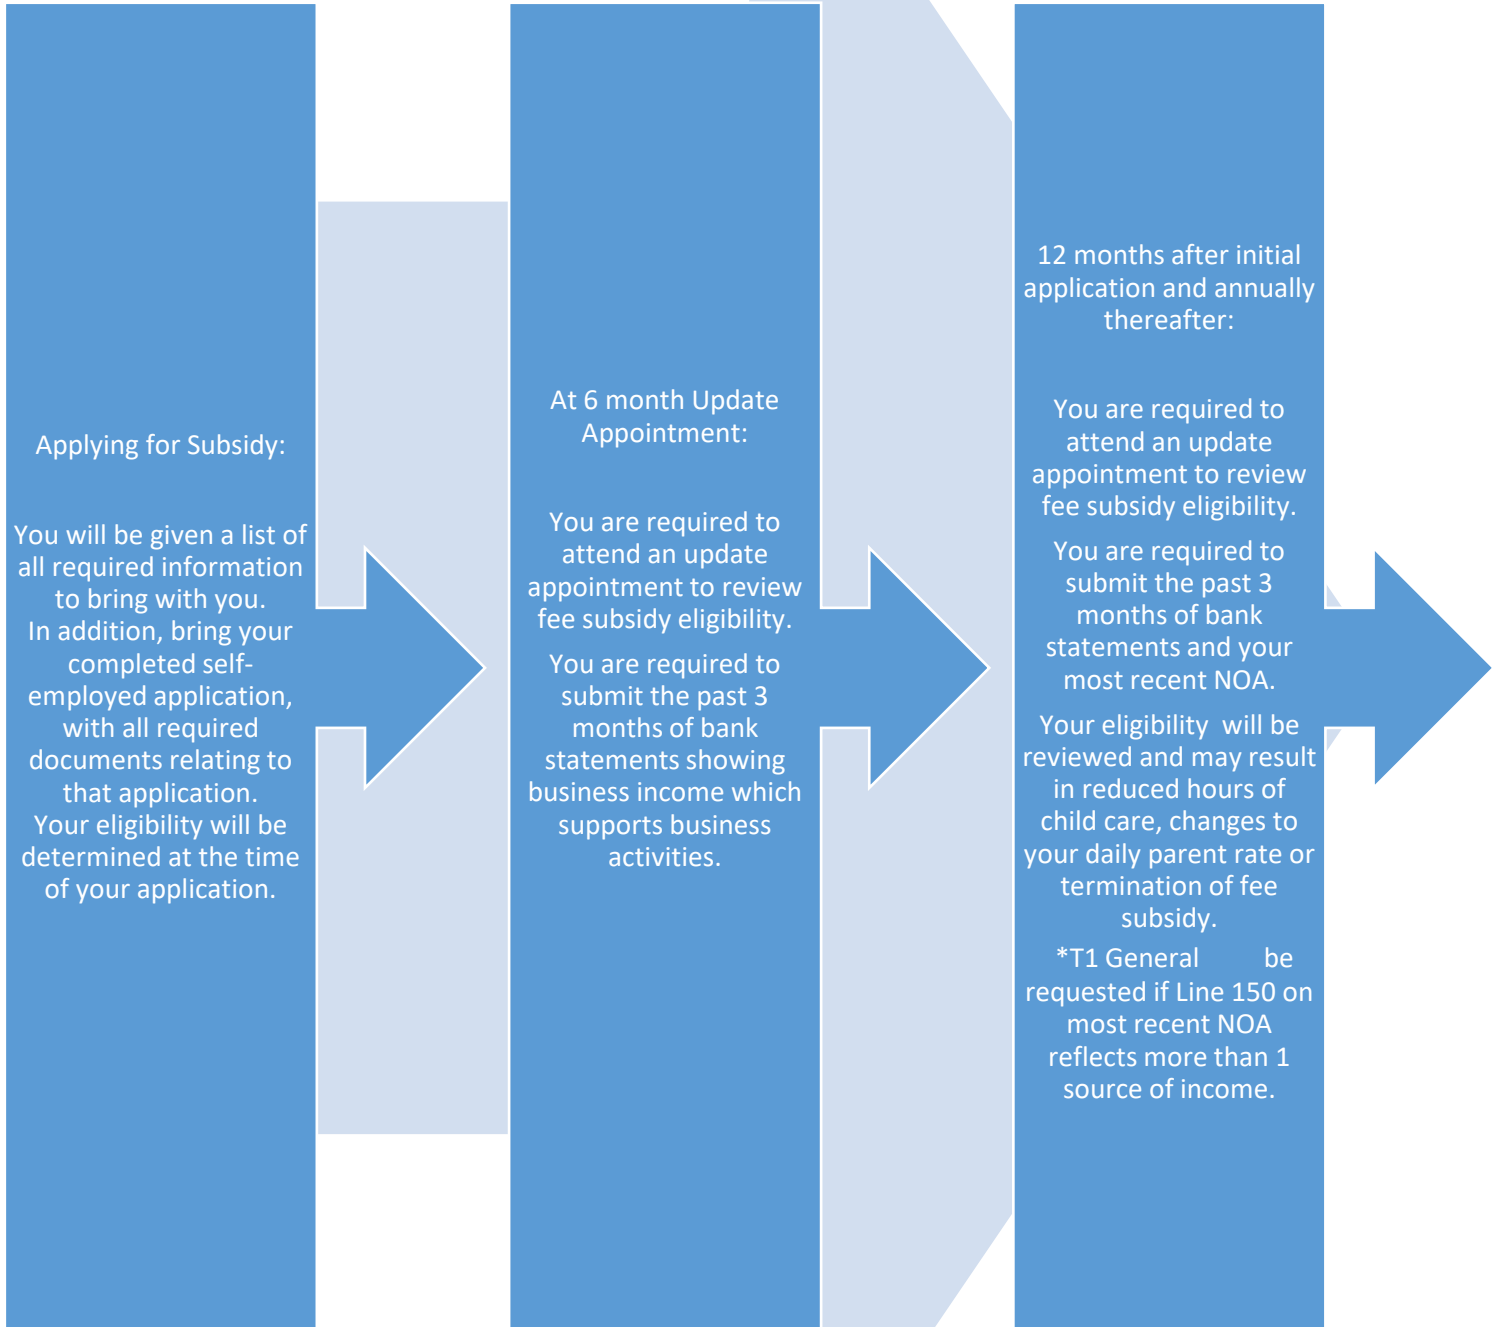 Applying for Subsidy:
You will be given a list of
all required information
to bring with you.
In addition, bring your
completed self-
employed application,
with all required
documents relating to
that application.
Your eligibility will be
determined at the time
of your application.
At 6 month Update
Appointment:
You are required to
attend an update
appointment to review
fee subsidy eligibility.
You are required to
submit the past 3
months of bank
statements showing
business income which
supports business
activities.
12 months after initial
application and annually
thereafter:
You are required to
attend an update
appointment to review
fee subsidy eligibility.
You are required to
submit the past 3
months of bank
statements and your
most recent NOA.
Your eligibility will be
reviewed and may result
in reduced hours of
child care, changes to
your daily parent rate or
termination of fee
subsidy.
*T1 General be
requested if Line 150 on
most recent NOA
reflects more than 1
source of income.